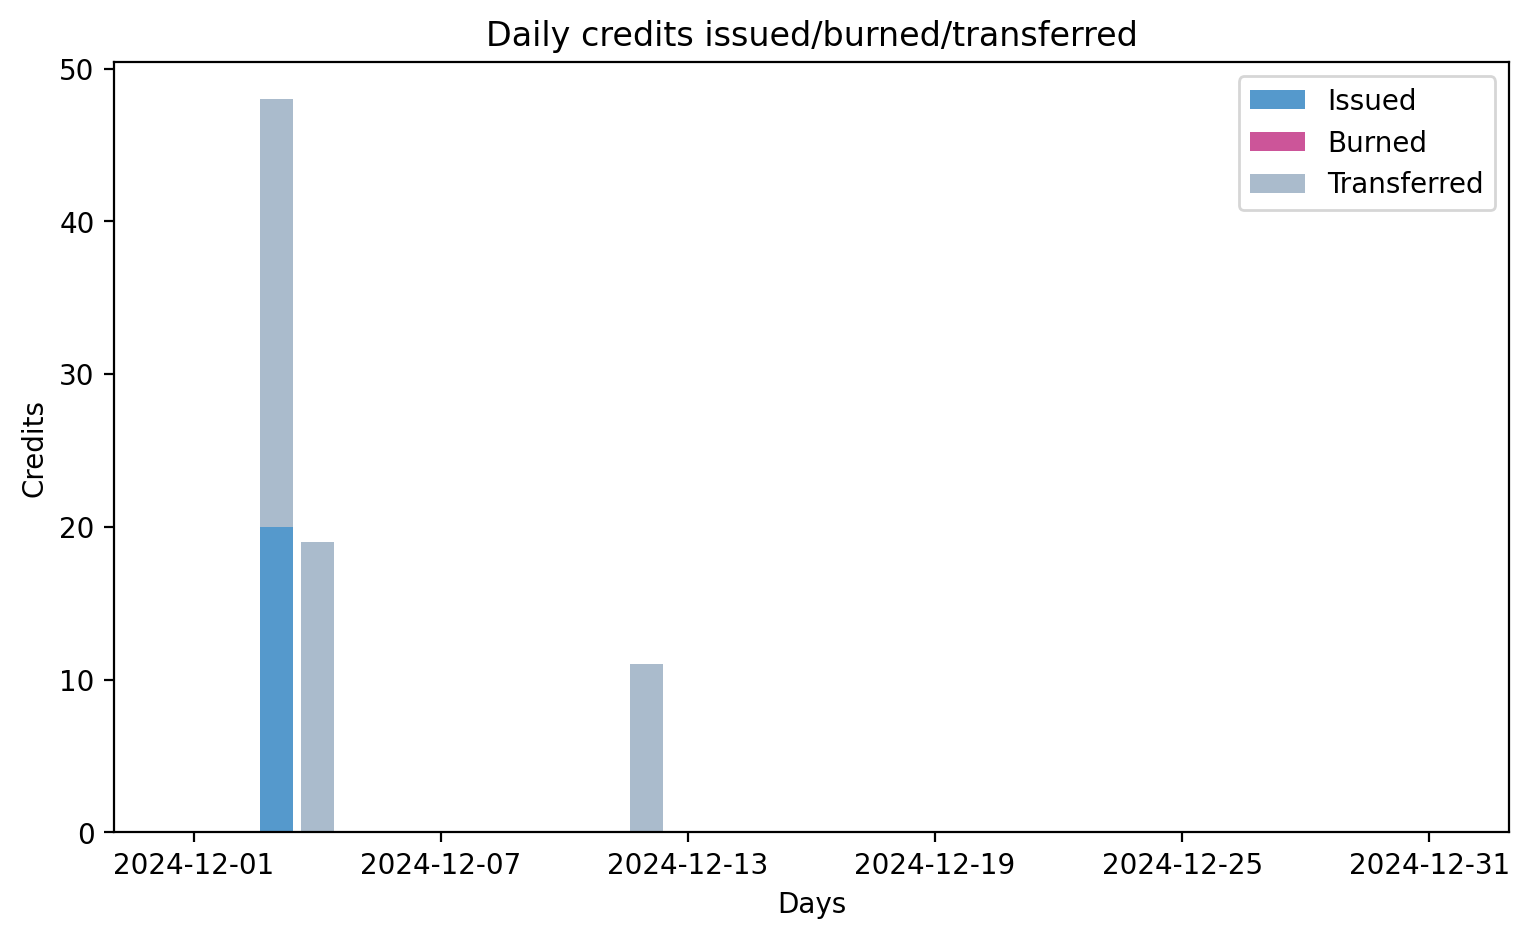 Daily credits issued/burned/transferred
50
40
30
20
10
0
Credits
Issued
Burned
Transferred
2024-12-01 2024-12-07 2024-12-13 2024-12-19 2024-12-25 2024-12-31
Days